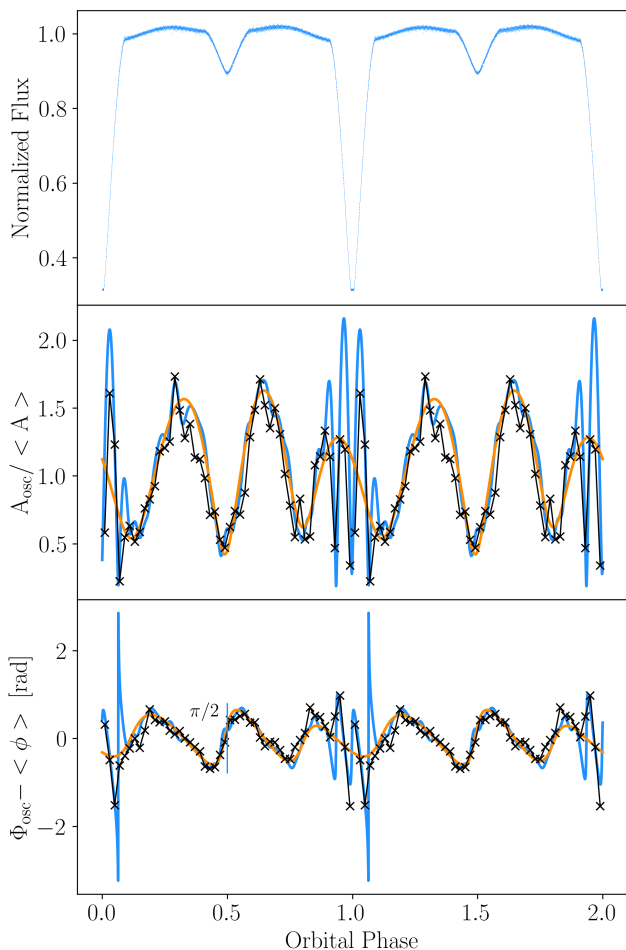 1.0
0.8
0.6
0.4
Normalized Flux
2.0
1.5
1.0
0.5
A_osc/ < A >
2
0
−2
Φ_osc− < ϕ > [rad]
π/2
0.0 0.5 1.0 1.5 2.0
Orbital Phase